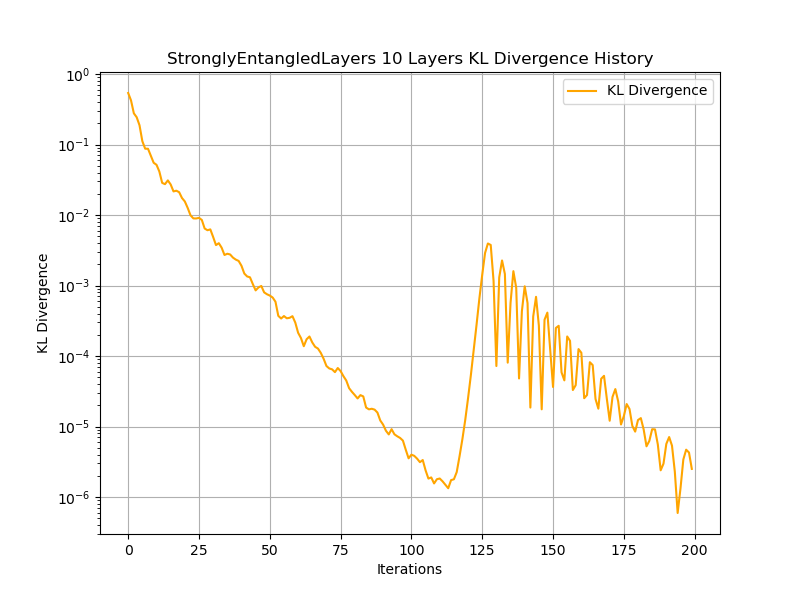 StronglyEntangledLayers 10 Layers KL Divergence History
KL Divergence
KL Divergence
10⁰
10⁻¹
10⁻²
10⁻³
10⁻⁴
10⁻⁵
10⁻⁶
0 25 50 75 100 125 150 175 200
Iterations